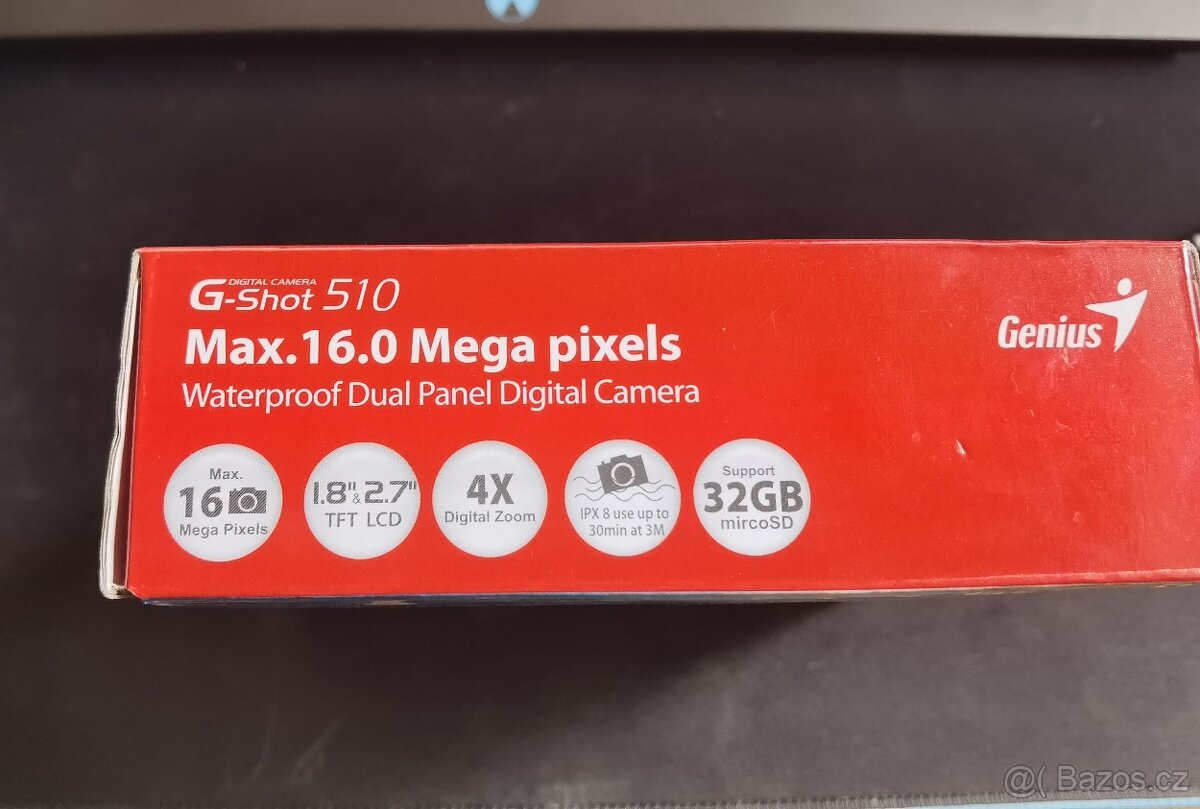 DIGITAL CAMERA
G-Shot 510
Max.16.0 Mega pixels
Waterproof Dual Panel Digital Camera
Genius
Max.
16
Mega Pixels
1.8" & 2.7"
TFT LCD
4X
Digital Zoom
IPX 8 use up to
30min at 3M
Support
32GB
mircoSD
@( Bazos.cz